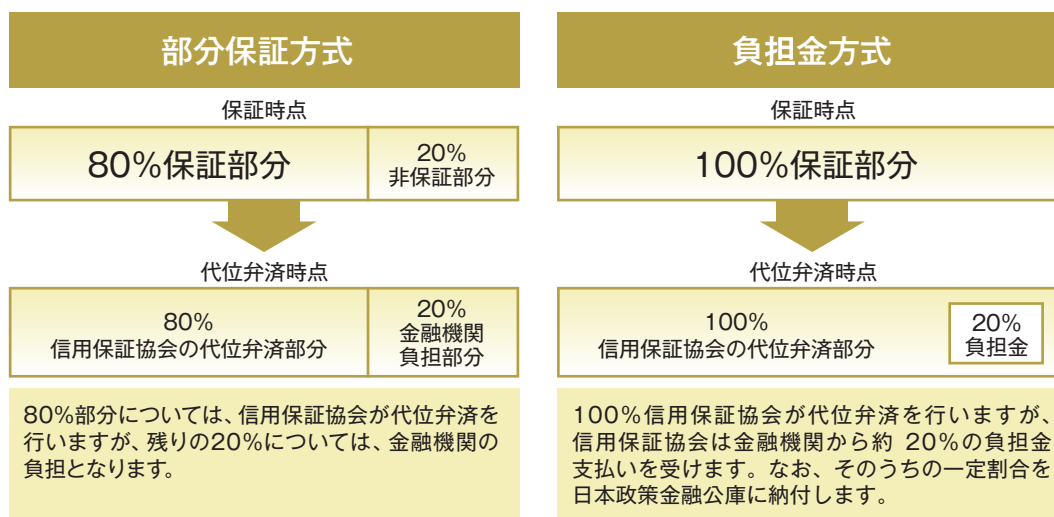 部分保証方式
保証時点
80%保証部分
20%
非保証部分
代位弁済時点
80%
信用保証協会の代位弁済部分
20%
金融機関
負担部分
80%部分については、信用保証協会が代位弁済を
行いますが、残りの20%については、金融機関の
負担となります。
負担金方式
保証時点
100%保証部分
代位弁済時点
100%
信用保証協会の代位弁済部分
20%
負担金
100%信用保証協会が代位弁済を行いますが、
信用保証協会は金融機関から約 20%の負担金
支払いを受けます。なお、そのうちの一定割合を
日本政策金融公庫に納付します。